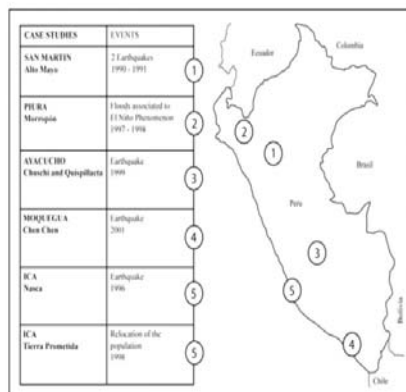 CASE STUDIES
EVENTS
SAN MARTIN
Alto Mayo
2 Earthquakes
1990 - 1991
1
PIURA
Morropón
Floods associated to
El Niño Phenomenon
1997 - 1998
2
AYACUCHO
Chuschi and Quispillacta
Earthquake
1999
3
MOQUEGUA
Chen Chen
Earthquake
2001
4
ICA
Nasca
Earthquake
1996
5
ICA
Tierra Prometida
Relocation of the
population
1998
5
Ecuador
Colombia
2
1
Brasil
Peru
3
5
4
Bolivia
Chile